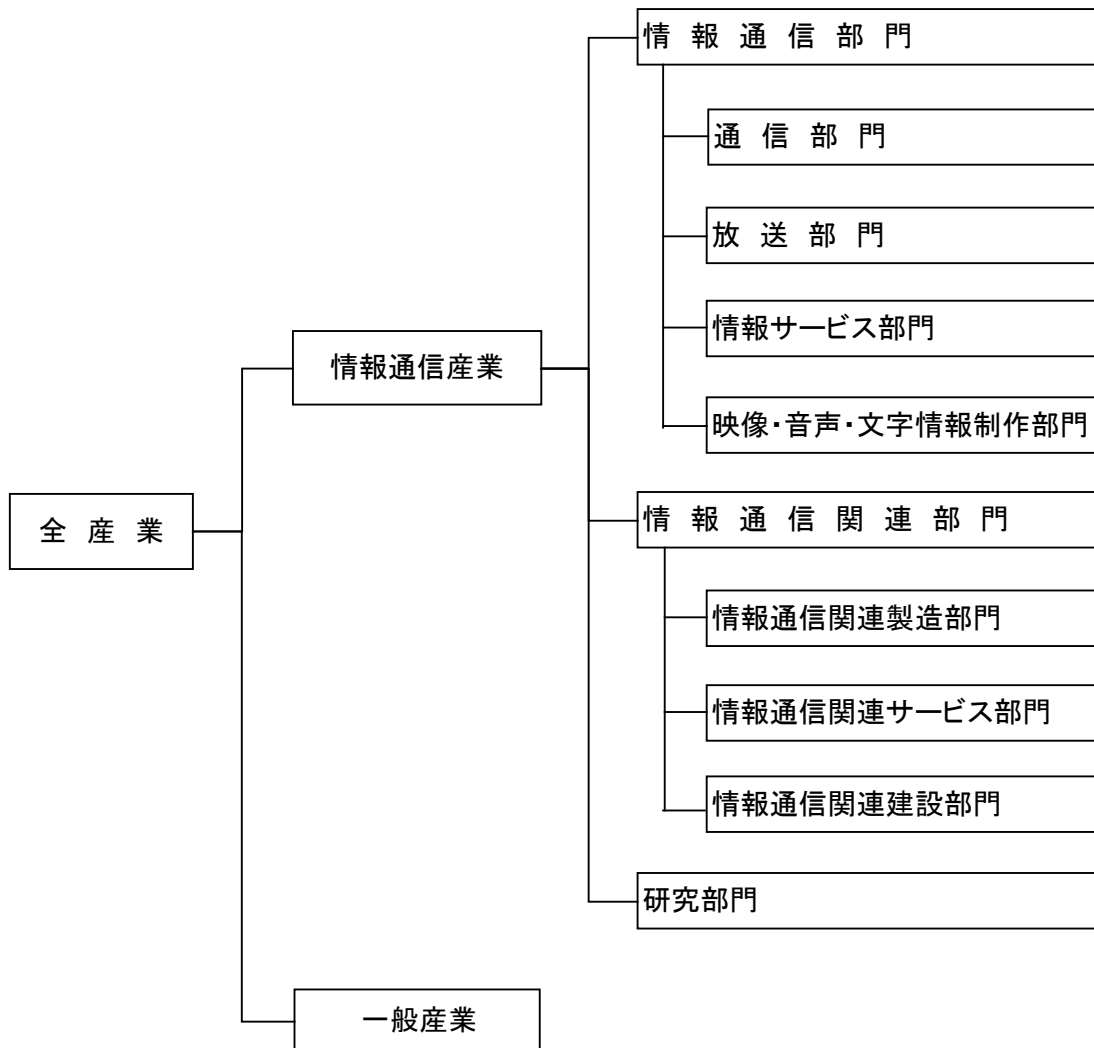 全産業
情報通信産業
情報通信部門
通信部門
放送部門
情報サービス部門
映像・音声・文字情報制作部門
情報通信関連部門
情報通信関連製造部門
情報通信関連サービス部門
情報通信関連建設部門
研究部門
一般産業